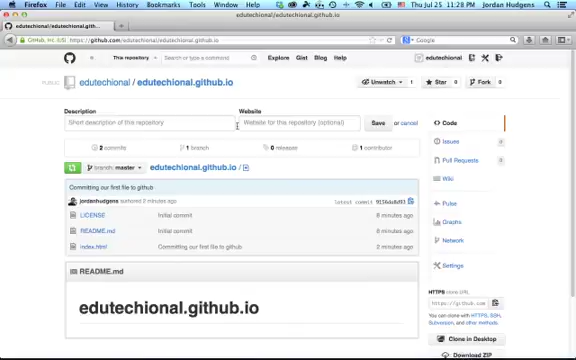 Firefox File Edit View History Bookmarks Tools Window Help Thu Jul 25 11:28 PM Jordan Hudgens
edutechional/edutechional.github.io
edutechional/edutechional.github.io
GitHub, Inc. (US) https://github.com/edutechional/edutechional.github.io Google
This repository Search or type a command Explore Gist Blog Help edutechional
PUBLIC edutechional / edutechional.github.io Unwatch 1 Star 0 Fork 0
Description Website
Short description of this repository Website for this repository (optional) Save or cancel
2 commits 1 branch 0 releases 1 contributor
branch: master edutechional.github.io /
Committing our first file to github
jordanhudgens authored 2 minutes ago latest commit
LICENSE Initial commit 8 minutes ago
README.md Initial commit 8 minutes ago
index.html Committing our first file to github 2 minutes ago
README.md
edutechional.github.io
Code
Issues 0
Pull Requests 0
Wiki
Pulse
Graphs
Network
Settings
HTTPS clone URL
https://github.com
You can clone with HTTPS, SSH,
Subversion, and other methods.
Clone in Desktop
Download ZIP